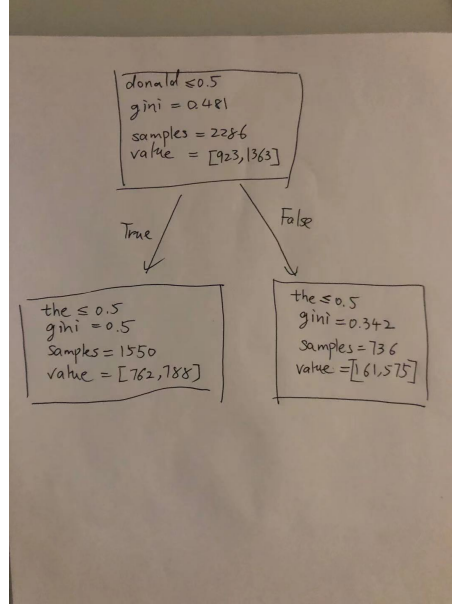 donald ≤ 0.5
gini = 0.481
samples = 2286
value = [923,1363]
True
False
the ≤ 0.5
gini = 0.5
samples = 1550
value = [762,788]
the ≤ 0.5
gini = 0.342
samples = 736
value = [161,575]